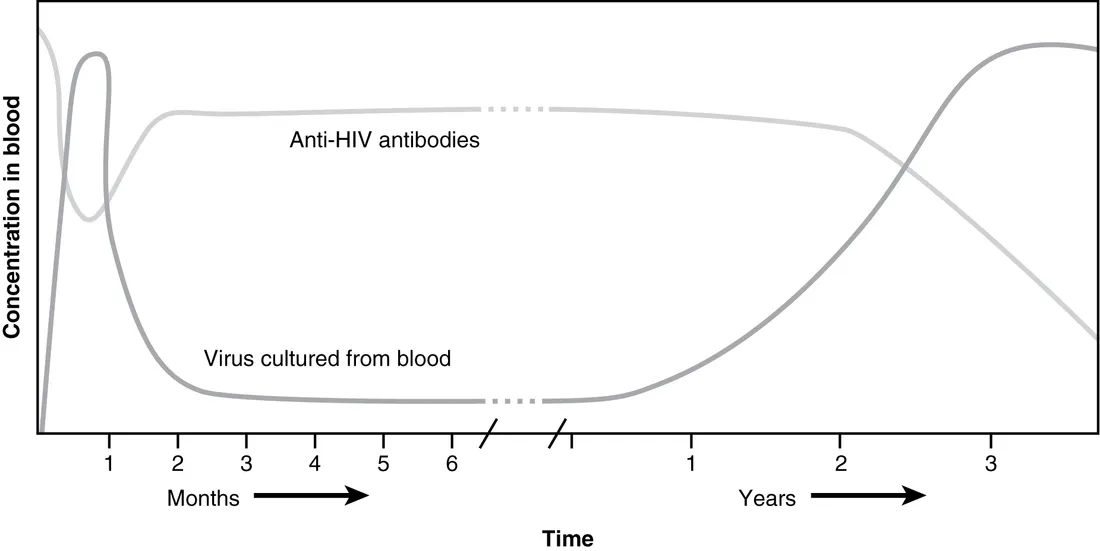 Concentration in blood
Anti-HIV antibodies
Virus cultured from blood
1 2 3 4 5 6 1 2 3
Months Years
Time